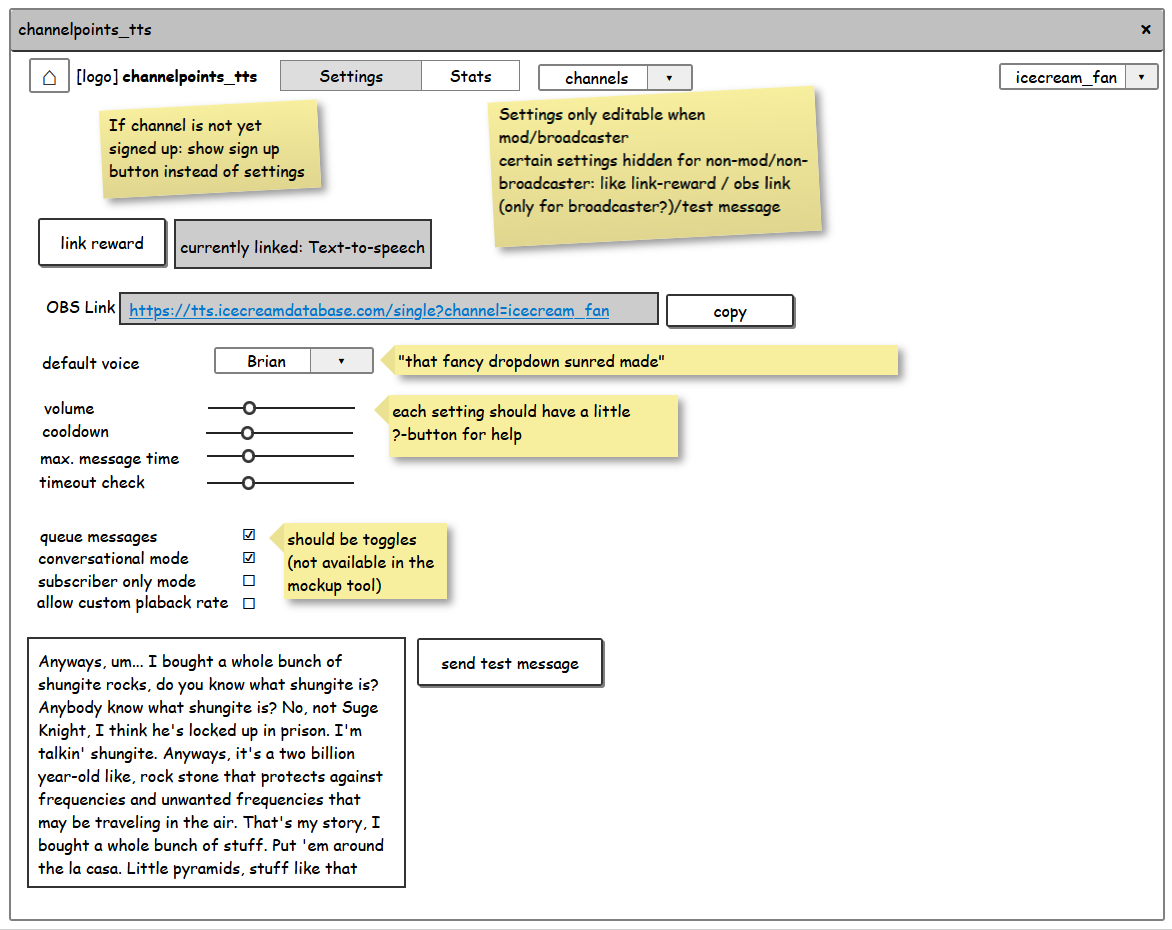 channelpoints_tts
[logo] channelpoints_tts
Settings
Stats
channels
icecream_fan
If channel is not yet
signed up: show sign up
button instead of settings
Settings only editable when
mod/broadcaster
certain settings hidden for non-mod/non-
broadcaster: like link-reward / obs link
(only for broadcaster?)/test message
link reward
currently linked: Text-to-speech
OBS Link
https://tts.icecreamdatabase.com/single?channel=icecream_fan
copy
default voice
Brian
"that fancy dropdown sunred made"
volume
cooldown
max. message time
timeout check
each setting should have a little
?-button for help
queue messages
conversational mode
subscriber only mode
allow custom plaback rate
should be toggles
(not available in the
mockup tool)
Anyways, um... I bought a whole bunch of
shungite rocks, do you know what shungite is?
Anybody know what shungite is? No, not Suge
Knight, I think he's locked up in prison. I'm
talkin' shungite. Anyways, it's a two billion
year-old like, rock stone that protects against
frequencies and unwanted frequencies that
may be traveling in the air. That's my story, I
bought a whole bunch of stuff. Put 'em around
the la casa. Little pyramids, stuff like that
send test message